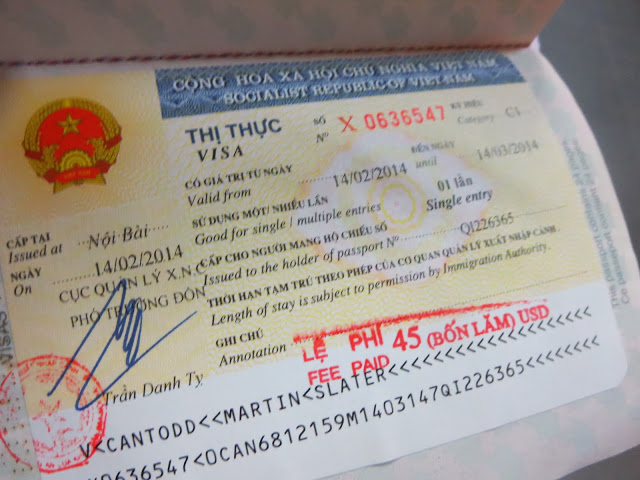 CỘNG HÒA XÃ HỘI CHỦ NGHĨA VIỆT NAM
SOCIALIST REPUBLIC OF VIET-NAM
THỊ THỰC SỐ X 0636547 KÝ HIỆU
VISA Nº Category C1
CÓ GIÁ TRỊ TỪ NGÀY 14/02/2014 ĐẾN NGÀY 14/03/2014
Valid from until
SỬ DỤNG MỘT/ NHIỀU LẦN 01 lần
Good for single / multiple entries Single entry
CẤP TẠI Nội Bài
Issued at
NGÀY 14/02/2014
On
CẤP CHO NGƯỜI MANG HỘ CHIẾU SỐ QI226365
Issued to the holder of passport Nº
CỤC QUẢN LÝ X.N.C
PHÓ TRƯỞNG ĐỒN
THỜI HẠN TẠM TRÚ THEO PHÉP CỦA CƠ QUAN QUẢN LÝ XUẤT NHẬP CẢNH.
Length of stay is subject to permission by Immigration Authority.
GHI CHÚ
Annotation
LỆ PHÍ 45 (BỐN LĂM) USD
FEE PAID
Trần Danh Tỵ
V<CANTODD<<MARTIN<SLATER<<<<<<<<<<<<<<<<
0636547<0CAN6812159M1403147QI226365<<<<<<<<